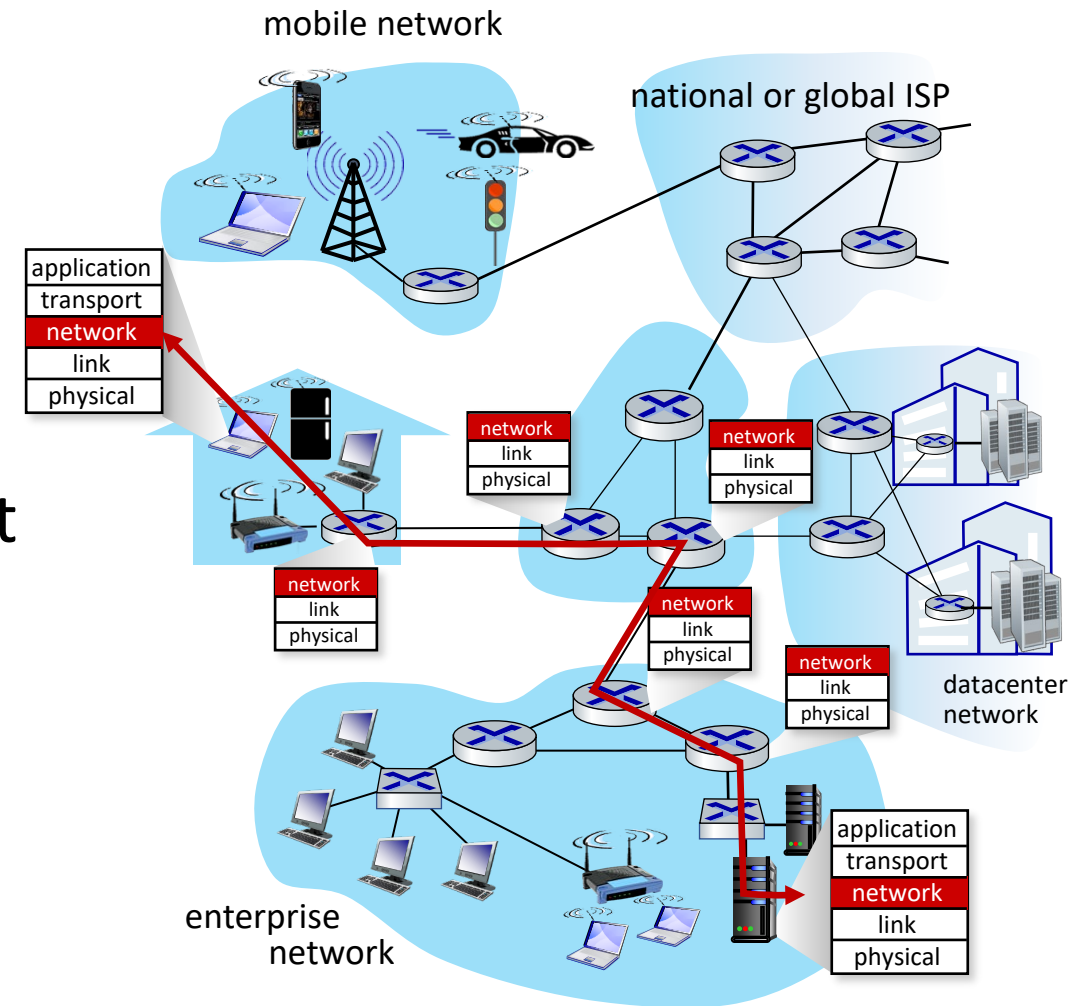 mobile network
national or global ISP
application
transport
network
link
physical
network
link
physical
network
link
physical
t
network
link
physical
network
link
physical
network
link
physical
datacenter
network
application
transport
network
link
physical
enterprise
network